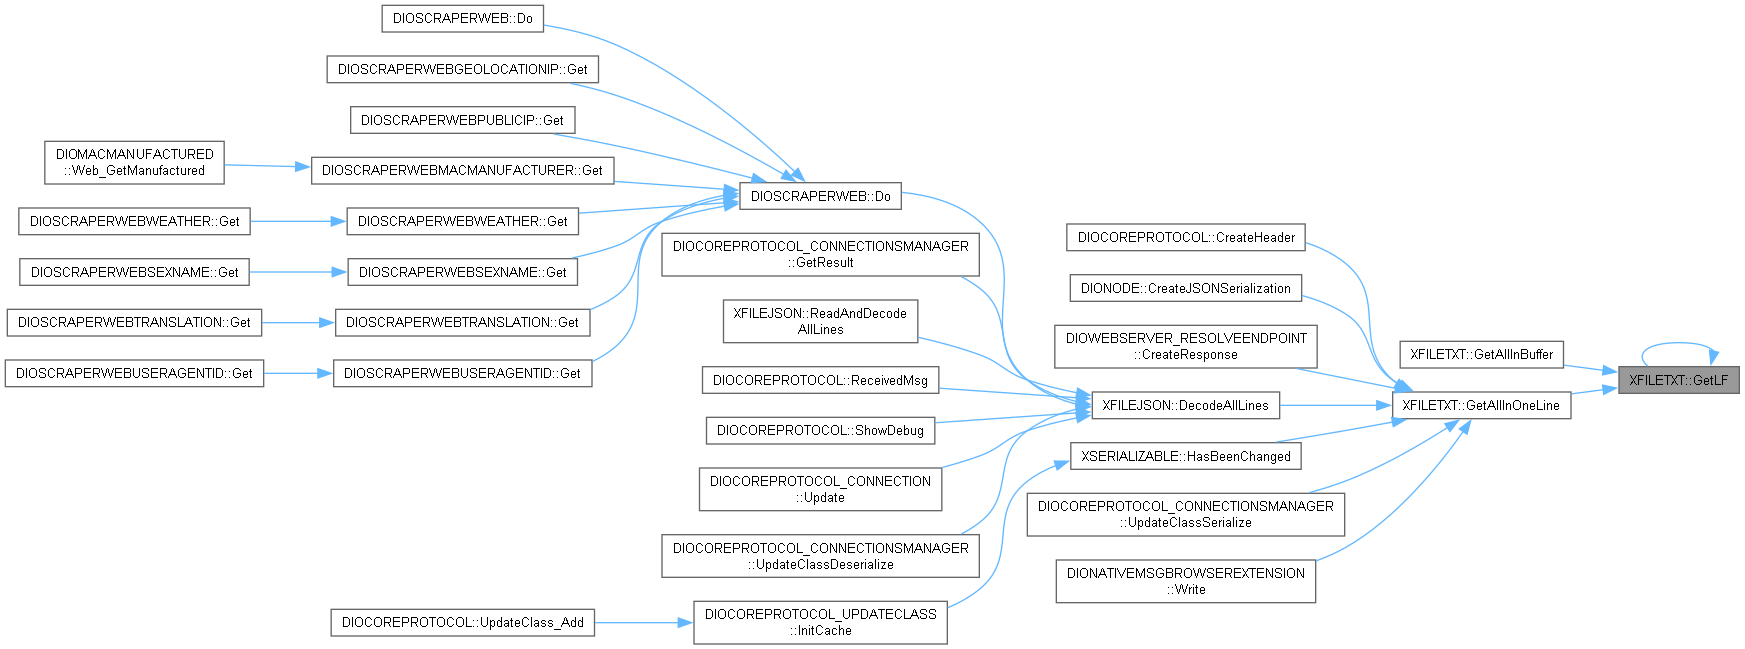 DIOSCRAPERWEB::Do
DIOSCRAPERWEBGEOLOCATIONIP::Get
DIOSCRAPERWEBPUBLICIP::Get
DIOMACMANUFACTURED
::Web_GetManufactured
DIOSCRAPERWEBMACMANUFACTURER::Get
DIOSCRAPERWEB::Do
DIOSCRAPERWEBWEATHER::Get
DIOSCRAPERWEBWEATHER::Get
DIOSCRAPERWEBSEXNAME::Get
DIOSCRAPERWEBSEXNAME::Get
DIOSCRAPERWEBTRANSLATION::Get
DIOSCRAPERWEBTRANSLATION::Get
DIOSCRAPERWEBUSERAGENTID::Get
DIOSCRAPERWEBUSERAGENTID::Get
DIOCOREPROTOCOL_CONNECTIONSMANAGER
::GetResult
XFILEJSON::ReadAndDecode
AllLines
DIOCOREPROTOCOL::ReceivedMsg
DIOCOREPROTOCOL::ShowDebug
DIOCOREPROTOCOL_CONNECTION
::Update
DIOCOREPROTOCOL_CONNECTIONSMANAGER
::UpdateClassDeserialize
DIOCOREPROTOCOL::UpdateClass_Add
DIOCOREPROTOCOL_UPDATECLASS
::InitCache
DIOCOREPROTOCOL::CreateHeader
DIONODE::CreateJSONSerialization
DIOWEBSERVER_RESOLVEENDPOINT
::CreateResponse
XFILEJSON::DecodeAllLines
XSERIALIZABLE::HasBeenChanged
DIOCOREPROTOCOL_CONNECTIONSMANAGER
::UpdateClassSerialize
DIONATIVEMSGBROWSEREXTENSION
::Write
XFILETXT::GetAllInBuffer
XFILETXT::GetAllInOneLine
XFILETXT::GetLF